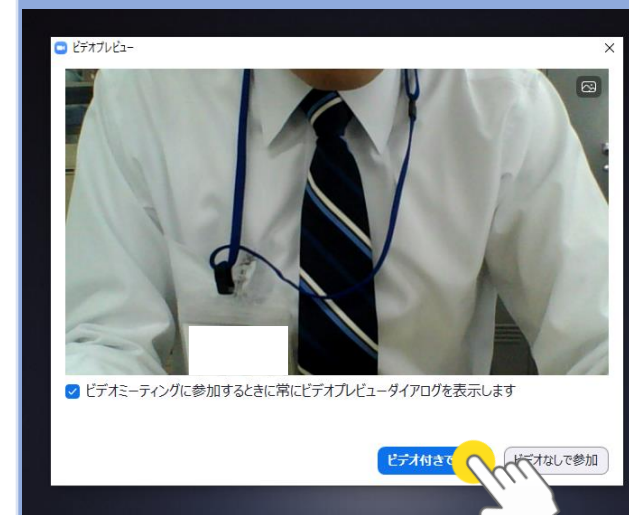 ビデオプレビュー
ビデオミーティングに参加するときに常にビデオプレビューダイアログを表示します
ビデオ付きで
ビデオなしで参加